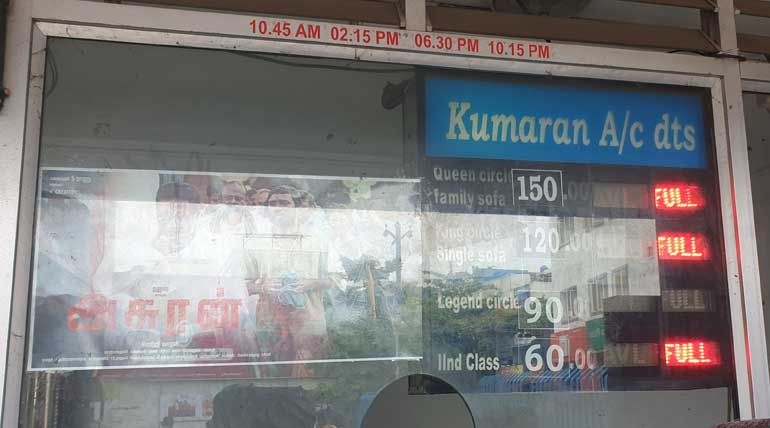 10.45 AM 02:15 PM 06.30 PM 10.15 PM
Kumaran A/c dts
Queen circle
family sofa 150.00 FULL
King circle
Single sofa 120.00 FULL
Legend circle 90 FULL
IInd Class 60.00 AVL FULL
அசுரன்